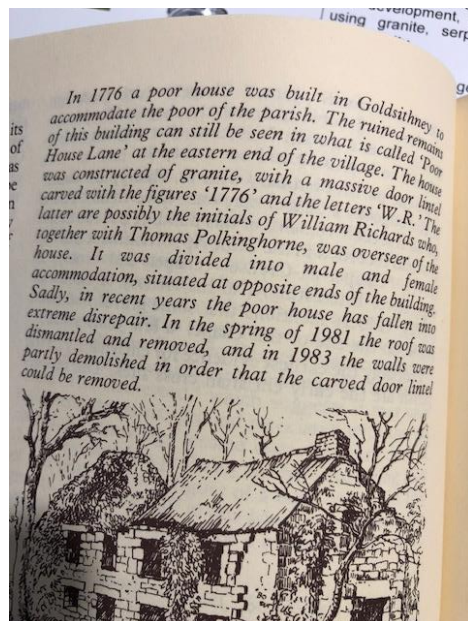 velopment,
using granite, serp
ge
its
of
as
be
n
y
In 1776 a poor house was built in Goldsithney to
accommodate the poor of the parish. The ruined remains
of this building can still be seen in what is called 'Poor
House Lane' at the eastern end of the village. The house
was constructed of granite, with a massive door lintel
carved with the figures '1776' and the letters 'W.R.' The
latter are possibly the initials of William Richards who,
together with Thomas Polkinghorne, was overseer of the
house. It was divided into male and female
accommodation, situated at opposite ends of the building.
Sadly, in recent years the poor house has fallen into
extreme disrepair. In the spring of 1981 the roof was
dismantled and removed, and in 1983 the walls were
partly demolished in order that the carved door lintel
could be removed.